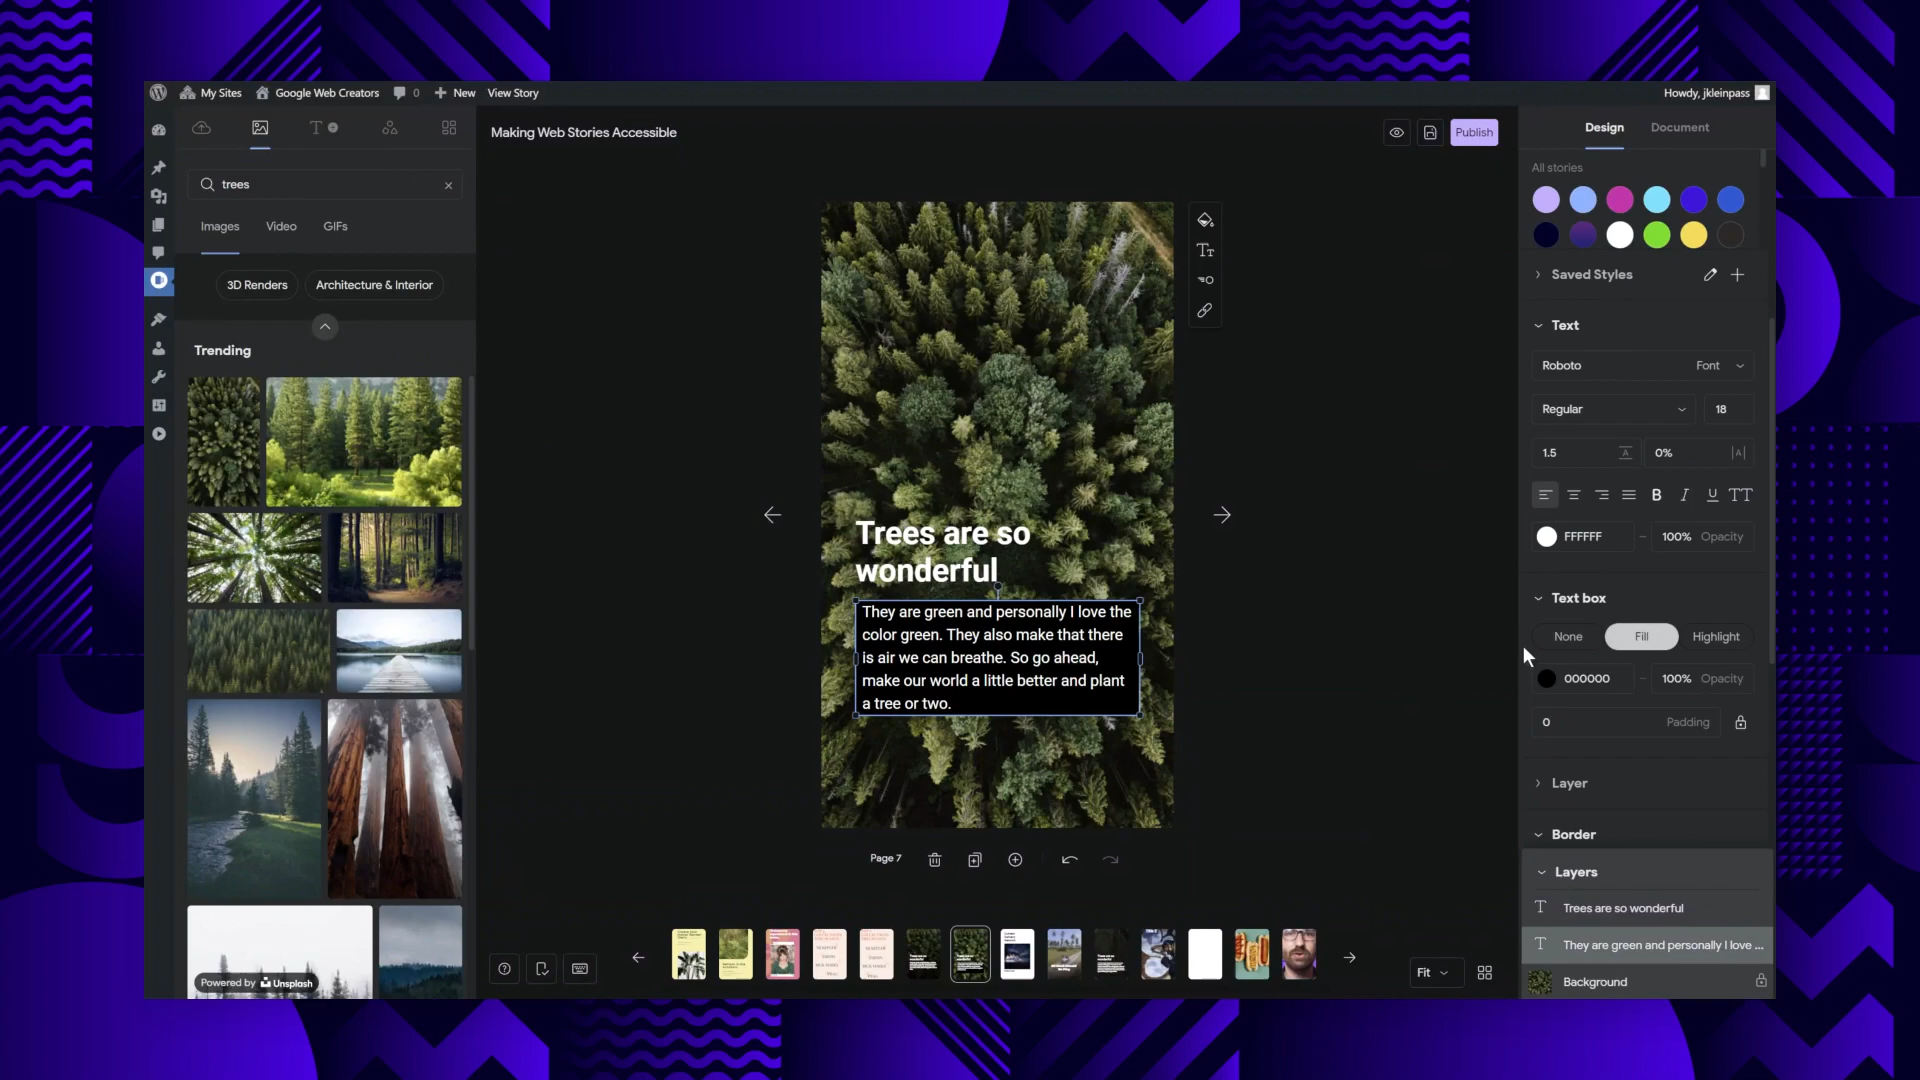 My Sites
Google Web Creators
0
New
View Story
Howdy, jkleinpass
Making Web Stories Accessible
Publish
Design
Document
trees
Images
Video
GIFs
3D Renders
Architecture & Interior
Trending
Powered by Unsplash
Trees are so
wonderful
They are green and personally I love the
color green. They also make that there
is air we can breathe. So go ahead,
make our world a little better and plant
a tree or two.
Page 7
Fit
All stories
Saved Styles
Text
Roboto
Font
Regular
18
1.5
0%
B I U TT
FFFFFF
100% Opacity
Text box
None
Fill
Highlight
000000
100% Opacity
0
Padding
Layer
Border
Layers
Trees are so wonderful
They are green and personally I love ...
Background